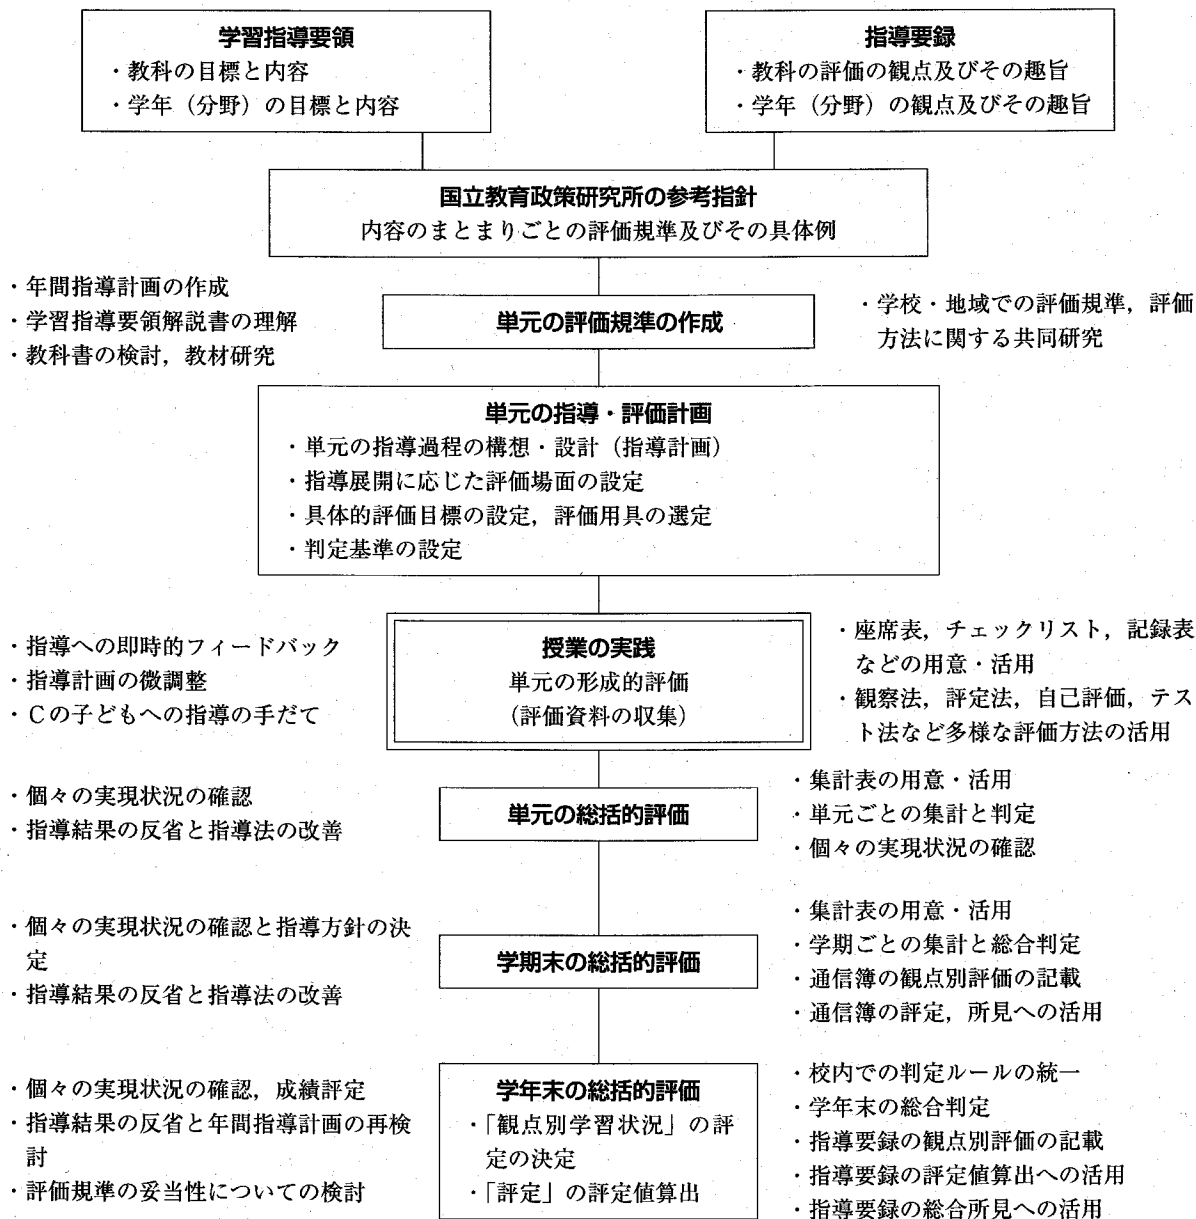 学習指導要領
・教科の目標と内容
・学年（分野）の目標と内容
指導要録
・教科の評価の観点及びその趣旨
・学年（分野）の観点及びその趣旨
国立教育政策研究所の参考指針
内容のまとまりごとの評価規準及びその具体例
・年間指導計画の作成
・学習指導要領解説書の理解
・教科書の検討，教材研究
単元の評価規準の作成
・学校・地域での評価規準，評価
方法に関する共同研究
単元の指導・評価計画
・単元の指導過程の構想・設計（指導計画）
・指導展開に応じた評価場面の設定
・具体的評価目標の設定，評価用具の選定
・判定基準の設定
・指導への即時的フィードバック
・指導計画の微調整
・Ｃの子どもへの指導の手だて
授業の実践
単元の形成的評価
（評価資料の収集）
・座席表，チェックリスト，記録表
などの用意・活用
・観察法，評定法，自己評価，テス
ト法など多様な評価方法の活用
・個々の実現状況の確認
・指導結果の反省と指導法の改善
単元の総括的評価
・集計表の用意・活用
・単元ごとの集計と判定
・個々の実現状況の確認
・個々の実現状況の確認と指導方針の決
定
・指導結果の反省と指導法の改善
学期末の総括的評価
・集計表の用意・活用
・学期ごとの集計と総合判定
・通信簿の観点別評価の記載
・通信簿の評定，所見への活用
・個々の実現状況の確認，成績評定
・指導結果の反省と年間指導計画の再検
討
・評価規準の妥当性についての検討
学年末の総括的評価
・「観点別学習状況」の評
定の決定
・「評定」の評定値算出
・校内での判定ルールの統一
・学年末の総合判定
・指導要録の観点別評価の記載
・指導要録の評定値算出への活用
・指導要録の総合所見への活用